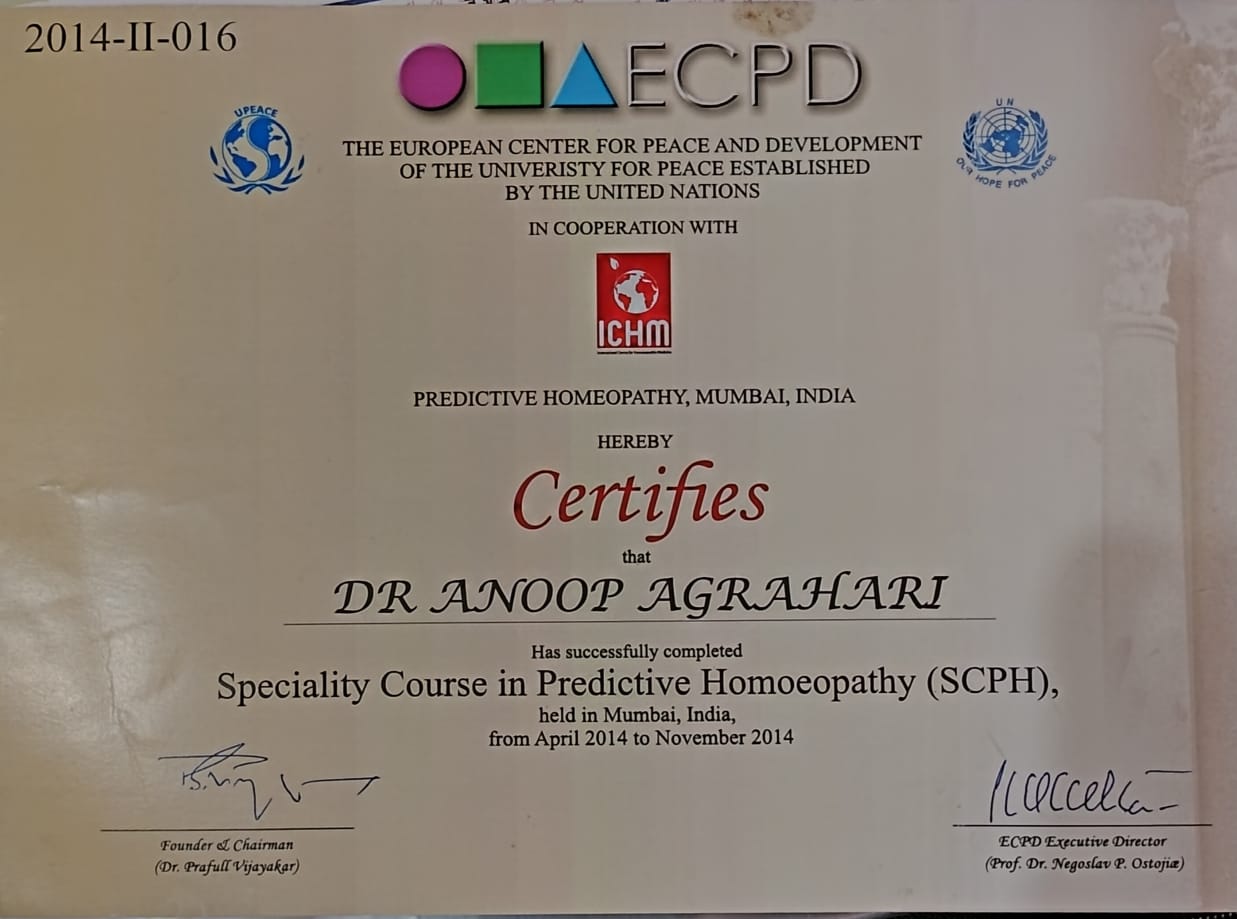 2014-II-016
ECPD
UPEACE
UN
OUR HOPE FOR PEACE
THE EUROPEAN CENTER FOR PEACE AND DEVELOPMENT
OF THE UNIVERISTY FOR PEACE ESTABLISHED
BY THE UNITED NATIONS
IN COOPERATION WITH
ICHM
PREDICTIVE HOMEOPATHY, MUMBAI, INDIA
HEREBY
Certifies
that
DR ANOOP AGRAHARI
Has successfully completed
Speciality Course in Predictive Homoeopathy (SCPH),
held in Mumbai, India,
from April 2014 to November 2014
Founder & Chairman
(Dr. Prafull Vijayakar)
ECPD Executive Director
(Prof. Dr. Negoslav P. Ostojiæ)